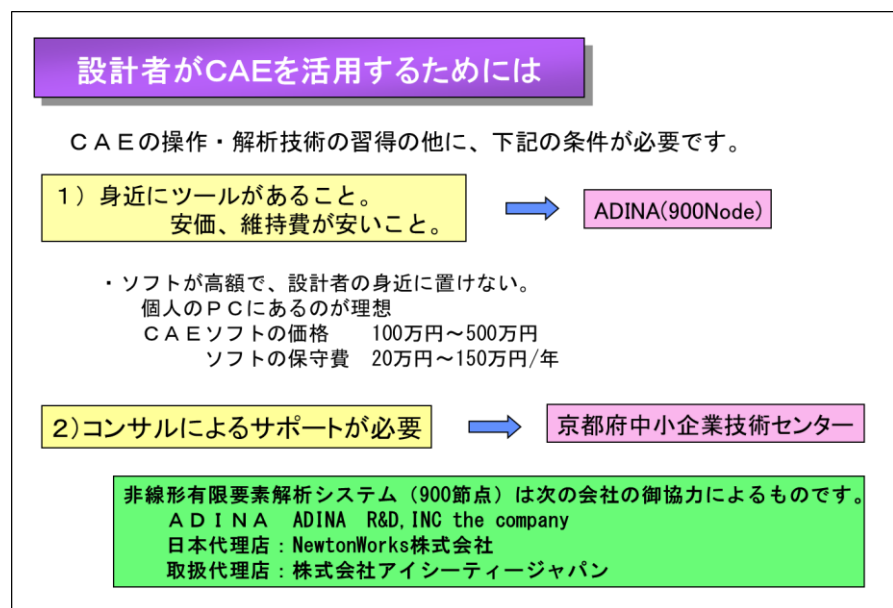 設計者がCAEを活用するためには
ＣＡＥの操作・解析技術の習得の他に、下記の条件が必要です。
１）身近にツールがあること。
安価、維持費が安いこと。
ADINA(900Node)
・ソフトが高額で、設計者の身近に置けない。
個人のＰＣにあるのが理想
ＣＡＥソフトの価格　100万円～500万円
ソフトの保守費　20万円～150万円/年
２)コンサルによるサポートが必要
京都府中小企業技術センター
非線形有限要素解析システム（900節点）は次の会社の御協力によるものです。
ＡＤＩＮＡ　ADINA R&D,INC the company
日本代理店：NewtonWorks株式会社
取扱代理店：株式会社アイシーティージャパン